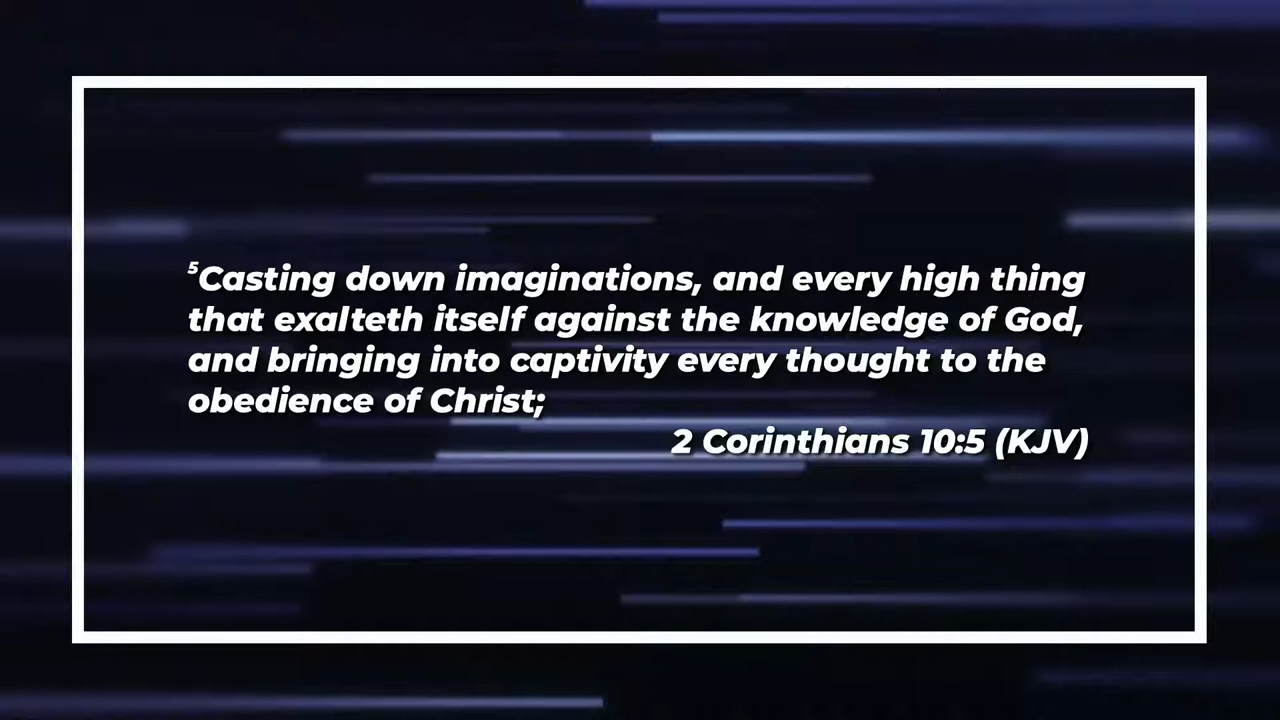 ⁵Casting down imaginations, and every high thing
that exalteth itself against the knowledge of God,
and bringing into captivity every thought to the
obedience of Christ;
2 Corinthians 10:5 (KJV)